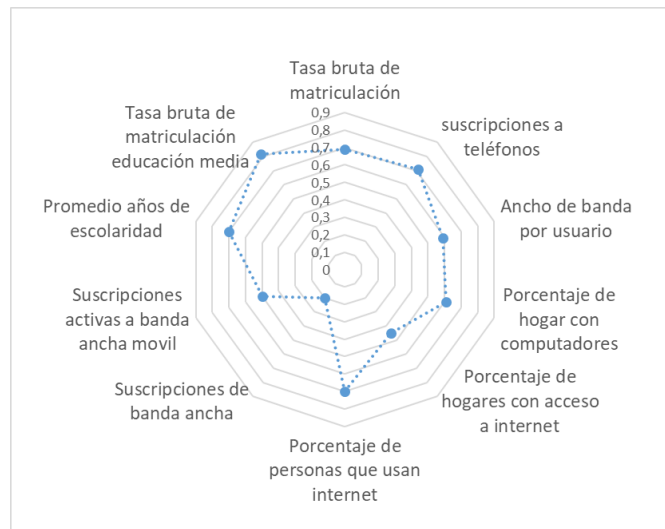 Tasa bruta de
matriculación
suscripciones a
teléfonos
Ancho de banda
por usuario
Porcentaje de
hogar con
computadores
Porcentaje de
hogares con acceso
a internet
Porcentaje de
personas que usan
internet
Suscripciones de
banda ancha
Suscripciones
activas a banda
ancha movil
Promedio años de
escolaridad
Tasa bruta de
matriculación
educación media
0,9
0,8
0,7
0,6
0,5
0,4
0,3
0,2
0,1
0